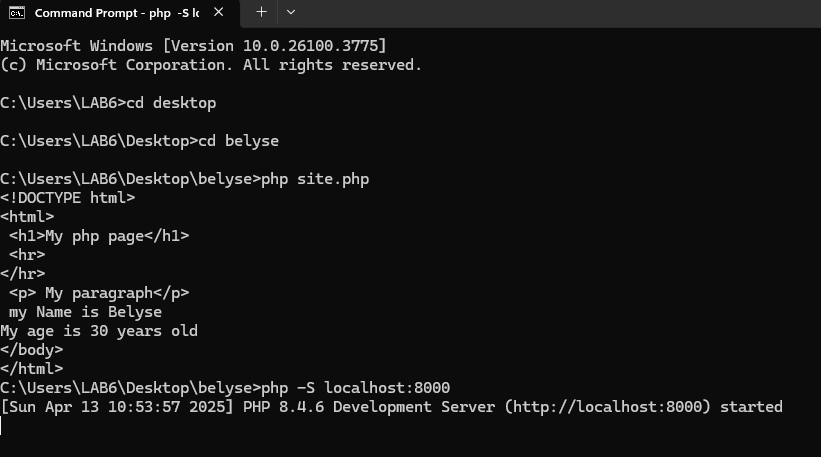 Command Prompt - php -S lo
Microsoft Windows [Version 10.0.26100.3775]
(c) Microsoft Corporation. All rights reserved.
C:\Users\LAB6>cd desktop
C:\Users\LAB6\Desktop>cd belyse
C:\Users\LAB6\Desktop\belyse>php site.php
<!DOCTYPE html>
<html>
<h1>My php page</h1>
<hr>
</hr>
<p> My paragraph</p>
my Name is Belyse
My age is 30 years old
</body>
</html>
C:\Users\LAB6\Desktop\belyse>php -S localhost:8000
[Sun Apr 13 10:53:57 2025] PHP 8.4.6 Development Server (http://localhost:8000) started